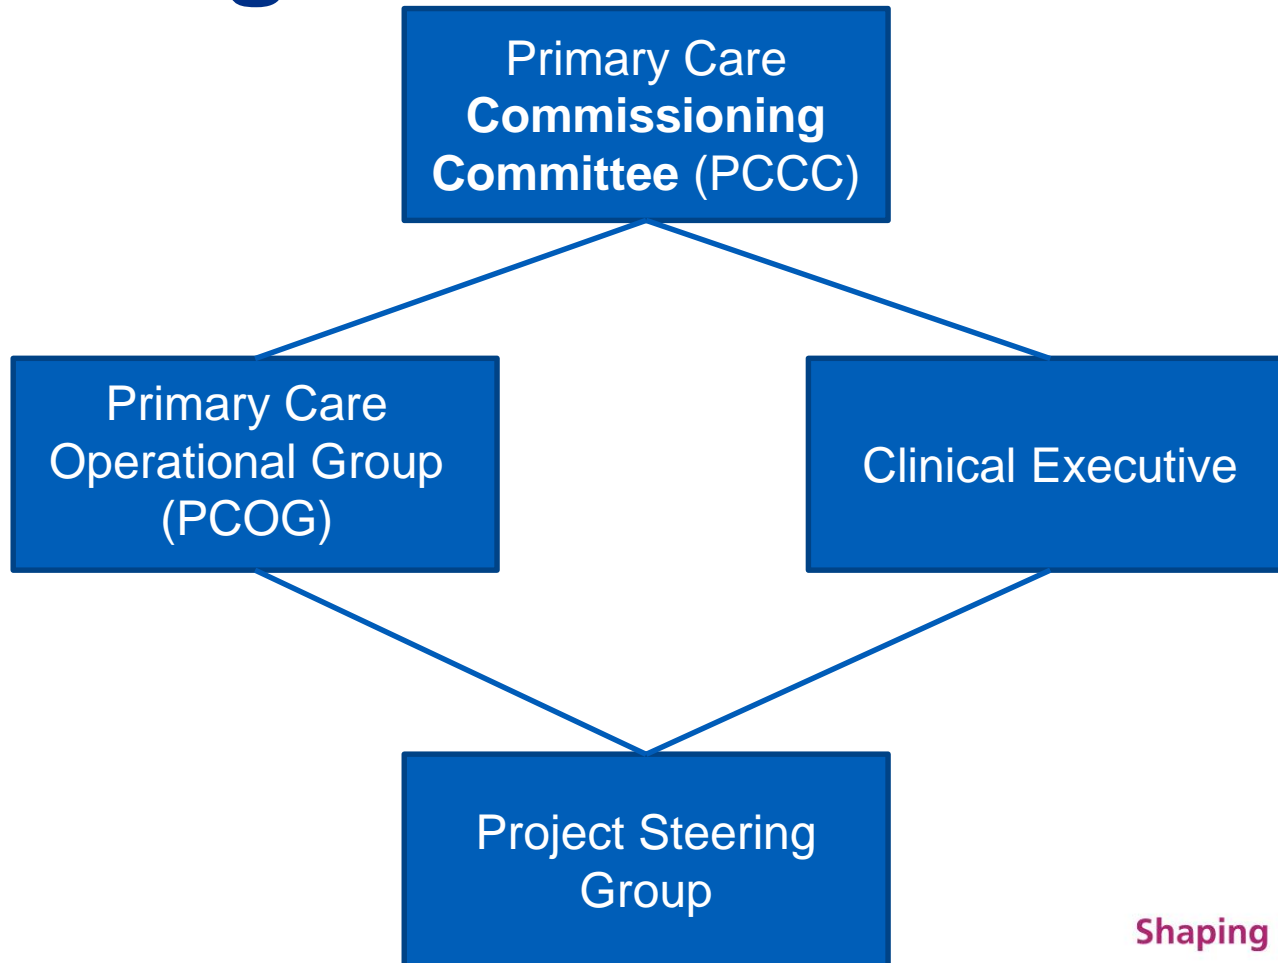 Primary Care
Commissioning
Committee (PCCC)
Primary Care
Operational Group
(PCOG)
Clinical Executive
Project Steering
Group
Shaping